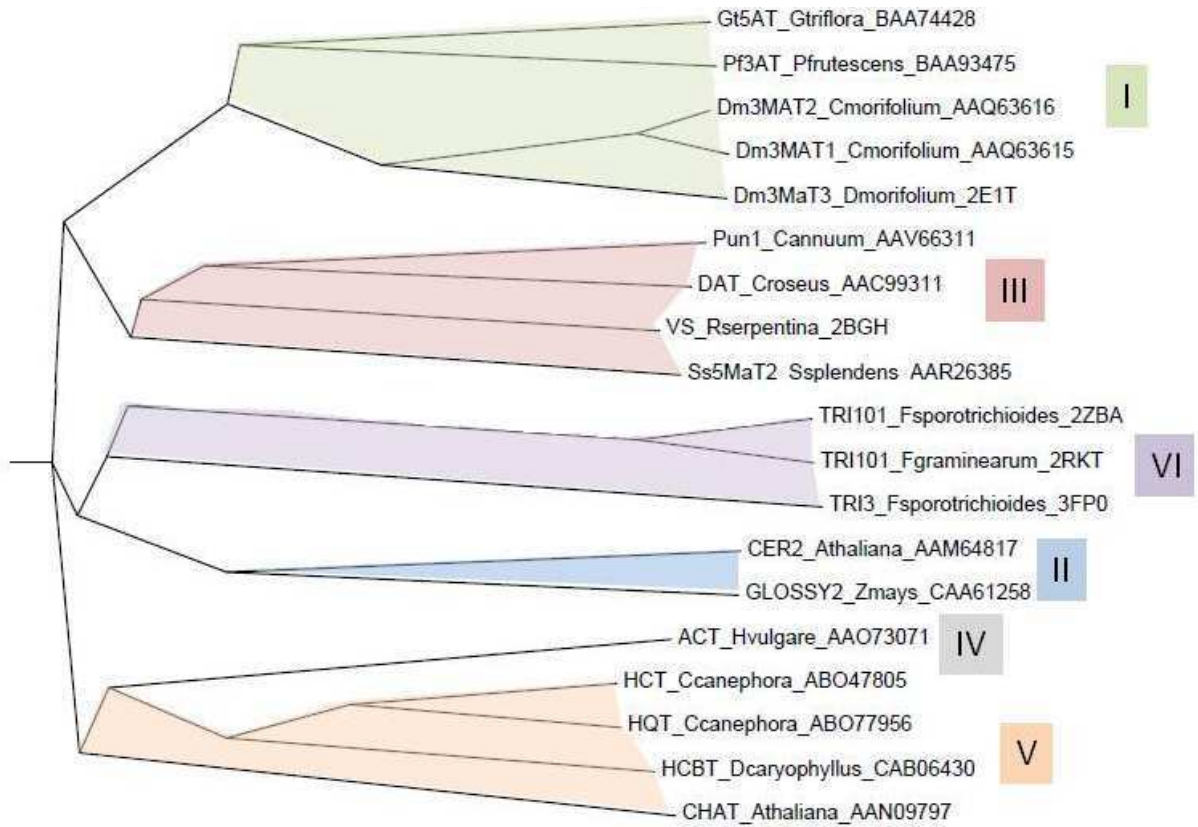 Gt5AT_Gtriflora_BAA74428
Pf3AT_Pfrutescens_BAA93475
I
Dm3MAT2_Cmorifolium_AAQ63616
Dm3MAT1_Cmorifolium_AAQ63615
Dm3MaT3_Dmorifolium_2E1T
Pun1_Cannuum_AAV66311
DAT_Croseus_AAC99311
III
VS_Rserpentina_2BGH
Ss5MaT2 Ssplendens AAR26385
TRI101_Fsporotrichioides_2ZBA
TRI101_Fgraminearum_2RKT
VI
TRI3_Fsporotrichioides_3FP0
CER2_Athaliana_AAM64817
II
GLOSSY2_Zmays_CAA61258
ACT_Hvulgare_AAO73071
IV
HCT_Ccanephora_ABO47805
HQT_Ccanephora_ABO77956
V
HCBT_Dcaryophyllus_CAB06430
CHAT_Athaliana_AAN09797